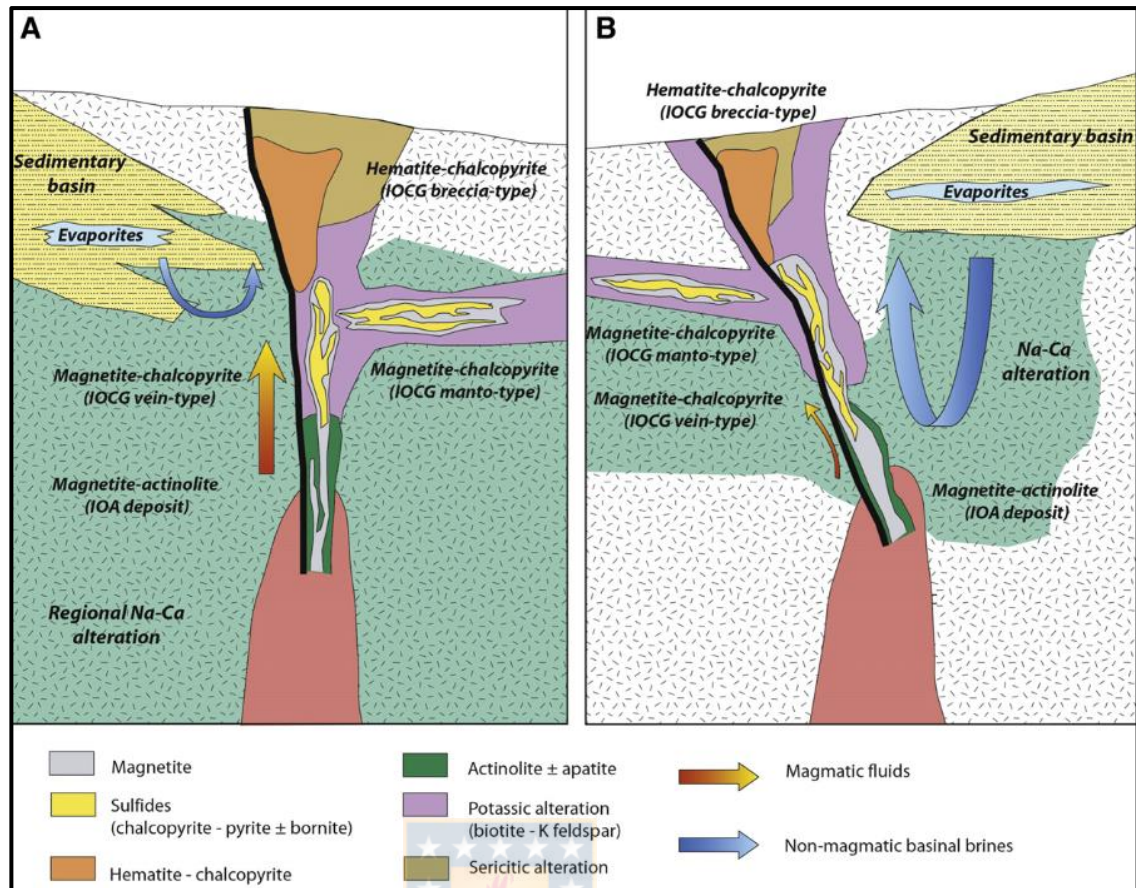 A
Sedimentary
basin
Evaporites
Hematite-chalcopyrite
(IOCG breccia-type)
Magnetite-chalcopyrite
(IOCG vein-type)
Magnetite-chalcopyrite
(IOCG manto-type)
Magnetite-actinolite
(IOA deposit)
Regional Na-Ca
alteration
B
Hematite-chalcopyrite
(IOCG breccia-type)
Sedimentary basin
Evaporites
Magnetite-chalcopyrite
(IOCG manto-type)
Na-Ca
alteration
Magnetite-chalcopyrite
(IOCG vein-type)
Magnetite-actinolite
(IOA deposit)
Magnetite
Sulfides
(chalcopyrite - pyrite ± bornite)
Hematite - chalcopyrite
Actinolite ± apatite
Potassic alteration
(biotite - K feldspar)
Sericitic alteration
Magmatic fluids
Non-magmatic basinal brines